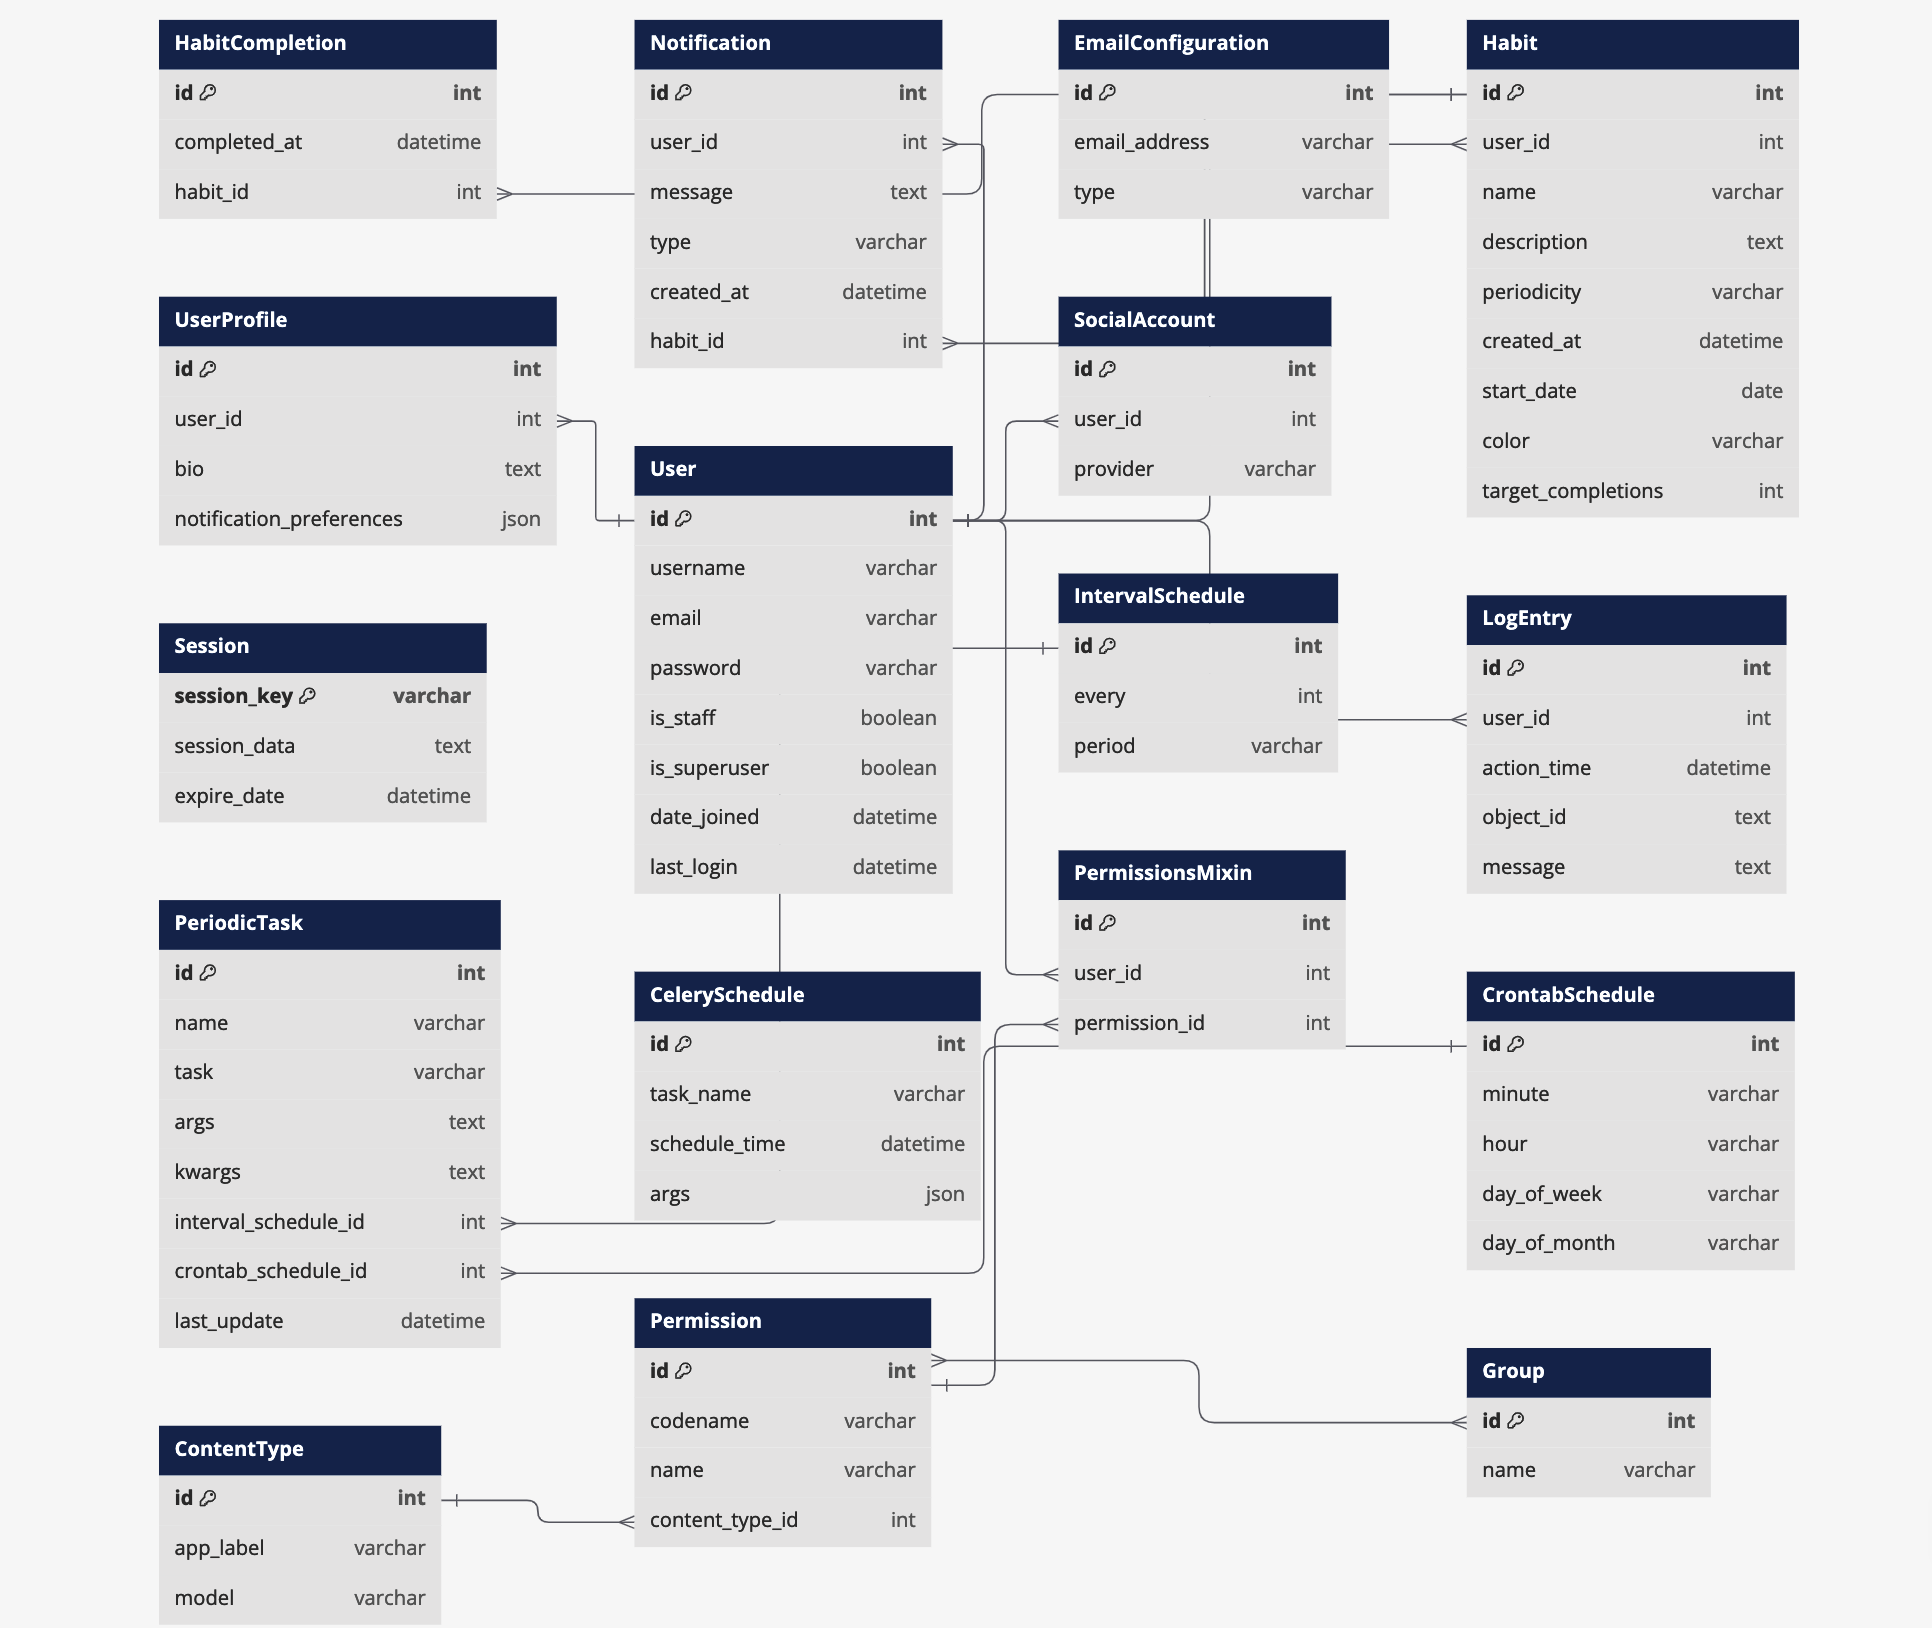 HabitCompletion
id int
completed_at datetime
habit_id int
Notification
id int
user_id int
message text
type varchar
created_at datetime
habit_id int
EmailConfiguration
id int
email_address varchar
type varchar
Habit
id int
user_id int
name varchar
description text
periodicity varchar
created_at datetime
start_date date
color varchar
target_completions int
UserProfile
id int
user_id int
bio text
notification_preferences json
SocialAccount
id int
user_id int
provider varchar
User
id int
username varchar
email varchar
password varchar
is_staff boolean
is_superuser boolean
date_joined datetime
last_login datetime
IntervalSchedule
id int
every int
period varchar
LogEntry
id int
user_id int
action_time datetime
object_id text
message text
Session
session_key varchar
session_data text
expire_date datetime
PermissionsMixin
id int
user_id int
permission_id int
PeriodicTask
id int
name varchar
task varchar
args text
kwargs text
interval_schedule_id int
crontab_schedule_id int
last_update datetime
CelerySchedule
id int
task_name varchar
schedule_time datetime
args json
CrontabSchedule
id int
minute varchar
hour varchar
day_of_week varchar
day_of_month varchar
Permission
id int
codename varchar
name varchar
content_type_id int
Group
id int
name varchar
ContentType
id int
app_label varchar
model varchar